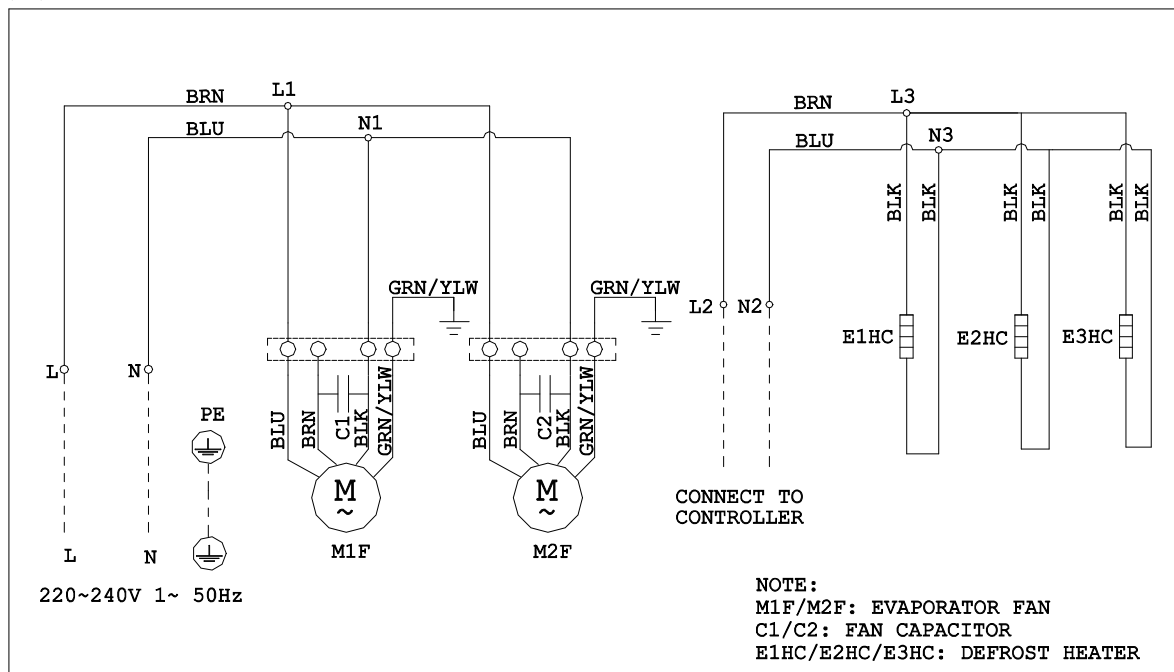 BRN
L1
BLU
N1
GRN/YLW
GRN/YLW
L
N
PE
BLU
BRN
C1
BLK
GRN/YLW
BLU
BRN
C2
BLK
GRN/YLW
M
~
M1F
M
~
M2F
L
N
220~240V 1~ 50Hz
BRN
L3
BLU
N3
BLK
BLK
BLK
BLK
BLK
BLK
L2
N2
E1HC
E2HC
E3HC
CONNECT TO
CONTROLLER
NOTE:
M1F/M2F: EVAPORATOR FAN
C1/C2: FAN CAPACITOR
E1HC/E2HC/E3HC: DEFROST HEATER